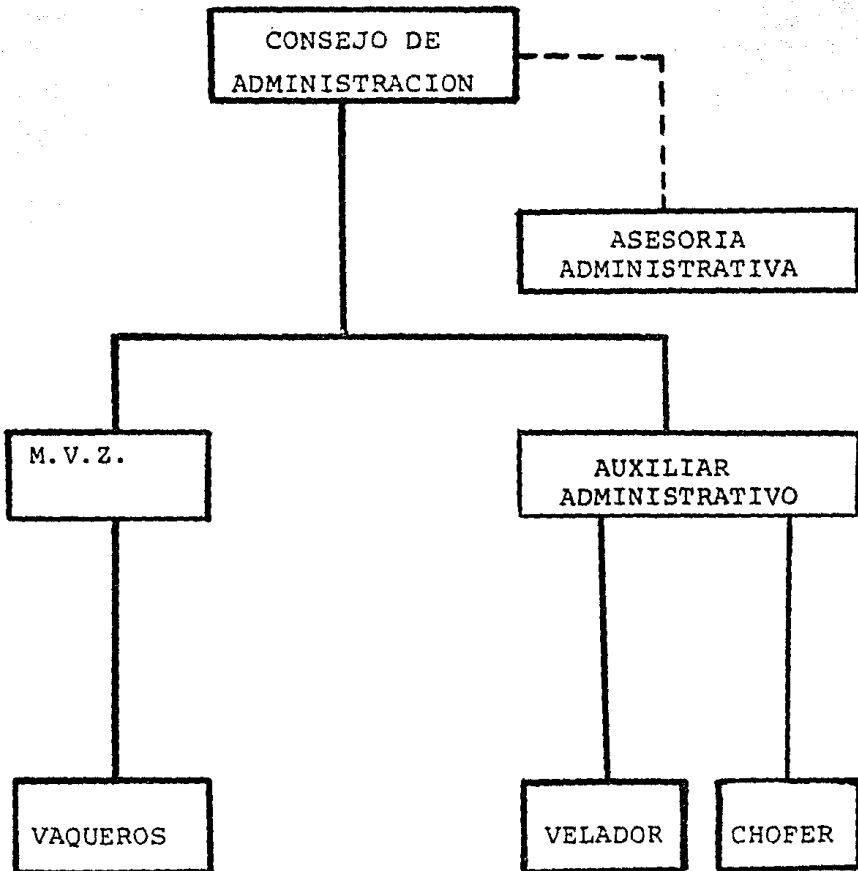 CONSEJO DE
ADMINISTRACION
ASESORIA
ADMINISTRATIVA
M.V.Z.
AUXILIAR
ADMINISTRATIVO
VAQUEROS
VELADOR
CHOFER